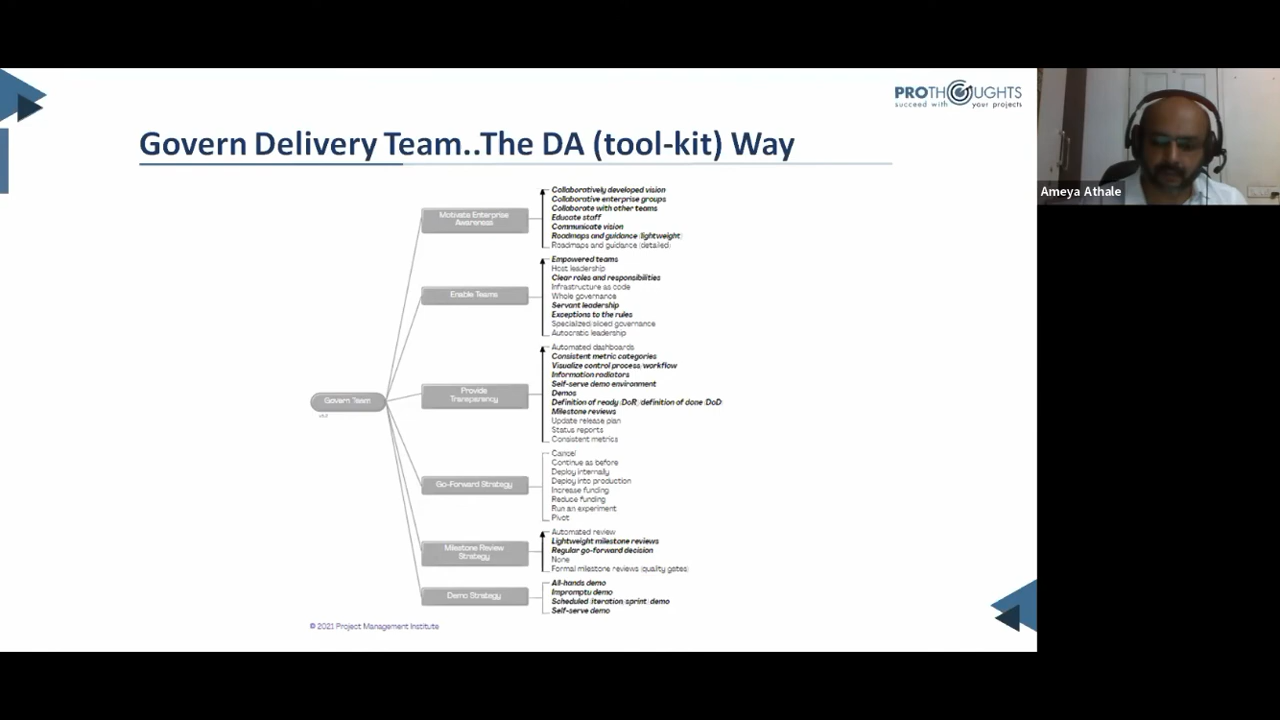 PROTHOUGHTS
succeed with your projects
Ameya Athale
Govern Delivery Team..The DA (tool-kit) Way
Motivate Enterprise
Awareness
Collaboratively developed vision
Collaborative enterprise groups
Collaborate with other teams
Educate staff
Communicate vision
Roadmaps and guidance (lightweight)
Roadmaps and guidance (detailed)
Enable Teams
Empowered teams
Host leadership
Clear roles and responsibilities
Infrastructure as code
Whole governance
Servant leadership
Exceptions to the rules
Specialized/siloed governance
Autocratic leadership
Govern Team
Provide
Transparency
Automated dashboards
Consistent metric categories
Visualize control process/workflow
Information radiators
Self-serve demo environment
Demos
Definition of ready (DoR)/definition of done (DoD)
Milestone reviews
Update release plan
Status reports
Consistent metrics
Go-Forward Strategy
Cancel
Continue as before
Deploy internally
Deploy into production
Increase funding
Reduce funding
Run an experiment
Pivot
Milestone Review
Strategy
Automated review
Lightweight milestone reviews
Regular go-forward decision
None
Formal milestone reviews (quality gates)
Demo Strategy
All-hands demo
Impromptu demo
Scheduled (iteration/sprint) demo
Self-serve demo
© 2021 Project Management Institute